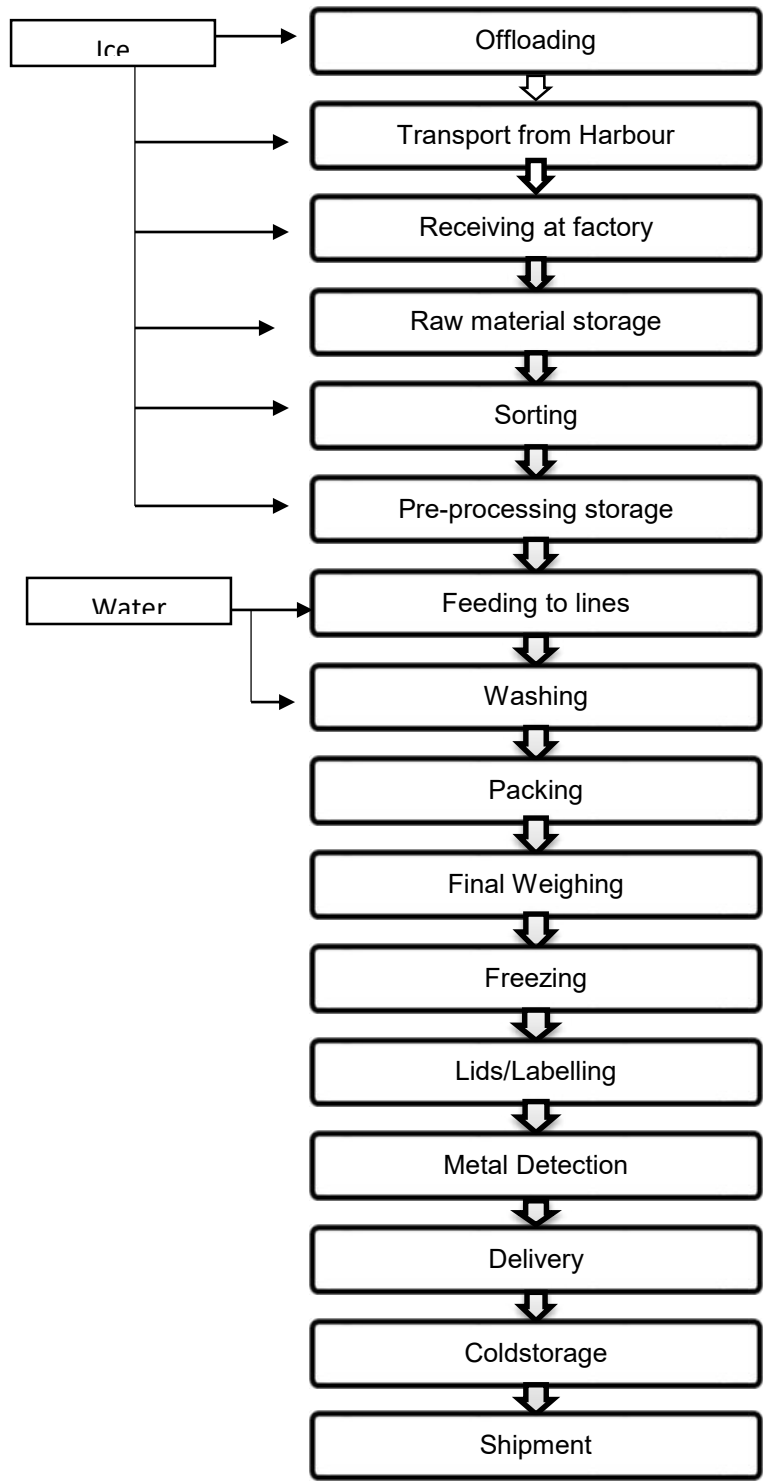 Ice
Offloading
Transport from Harbour
Receiving at factory
Raw material storage
Sorting
Pre-processing storage
Water
Feeding to lines
Washing
Packing
Final Weighing
Freezing
Lids/Labelling
Metal Detection
Delivery
Coldstorage
Shipment